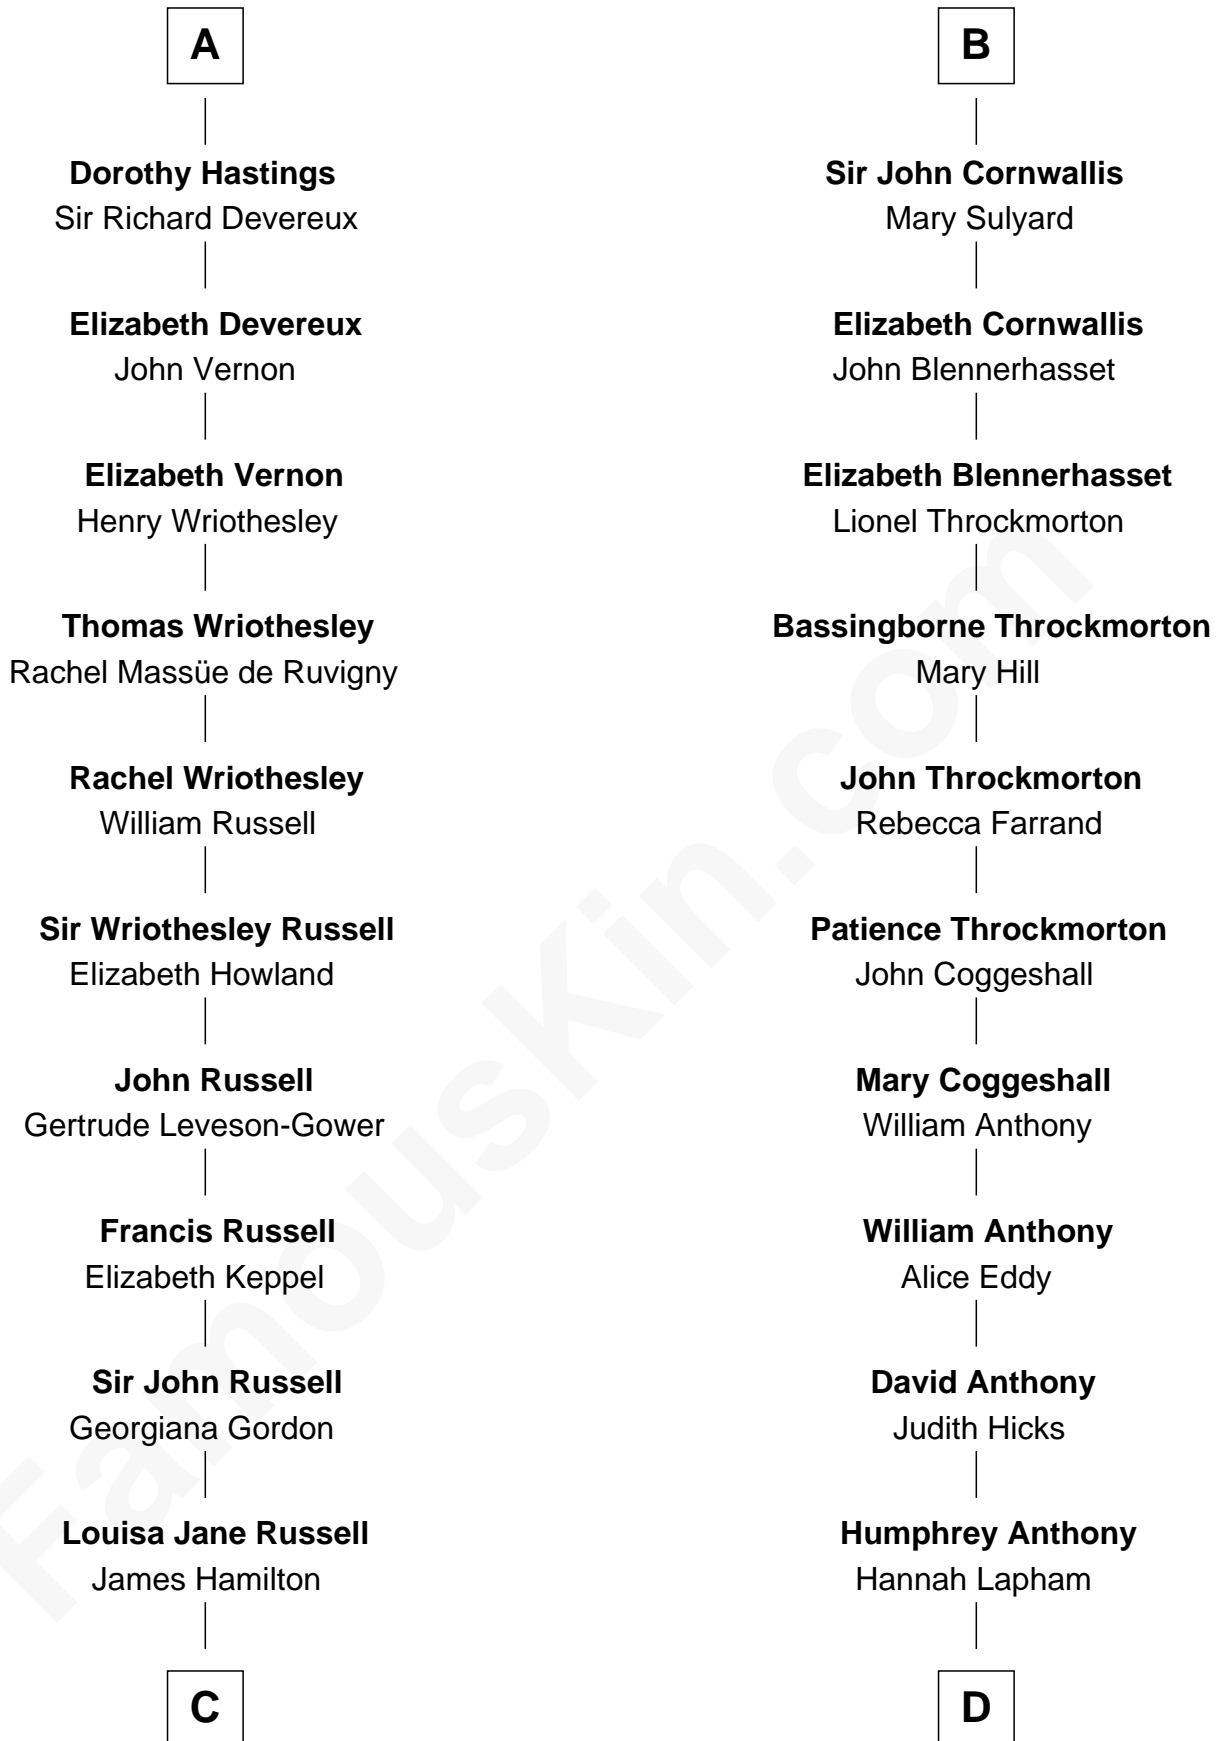 A
Dorothy Hastings
Sir Richard Devereux
Elizabeth Devereux
John Vernon
Elizabeth Vernon
Henry Wriothesley
Thomas Wriothesley
Rachel Massüe de Ruvigny
Rachel Wriothesley
William Russell
Sir Wriothesley Russell
Elizabeth Howland
John Russell
Gertrude Leveson-Gower
Francis Russell
Elizabeth Keppel
Sir John Russell
Georgiana Gordon
Louisa Jane Russell
James Hamilton
C
B
Sir John Cornwallis
Mary Sulyard
Elizabeth Cornwallis
John Blennerhasset
Elizabeth Blennerhasset
Lionel Throckmorton
Bassingborne Throckmorton
Mary Hill
John Throckmorton
Rebecca Farrand
Patience Throckmorton
John Coggeshall
Mary Coggeshall
William Anthony
William Anthony
Alice Eddy
David Anthony
Judith Hicks
Humphrey Anthony
Hannah Lapham
D
FamousKin.com